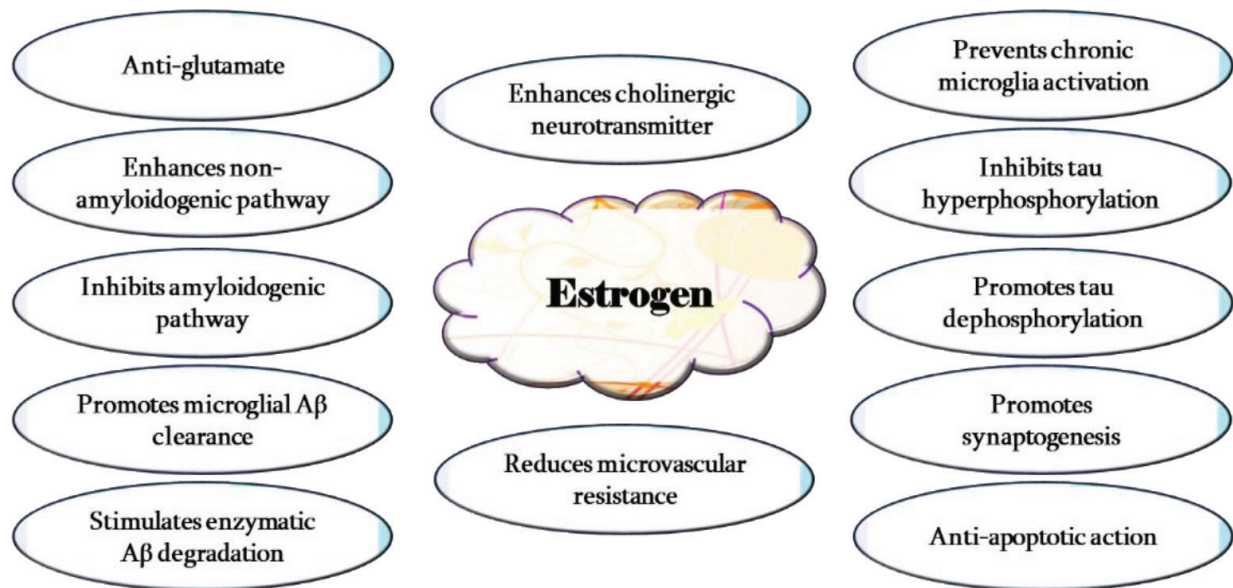 Anti-glutamate
Enhances non-
amyloidogenic pathway
Inhibits amyloidogenic
pathway
Promotes microglial Aβ
clearance
Stimulates enzymatic
Aβ degradation
Enhances cholinergic
neurotransmitter
Estrogen
Reduces microvascular
resistance
Prevents chronic
microglia activation
Inhibits tau
hyperphosphorylation
Promotes tau
dephosphorylation
Promotes
synaptogenesis
Anti-apoptotic action